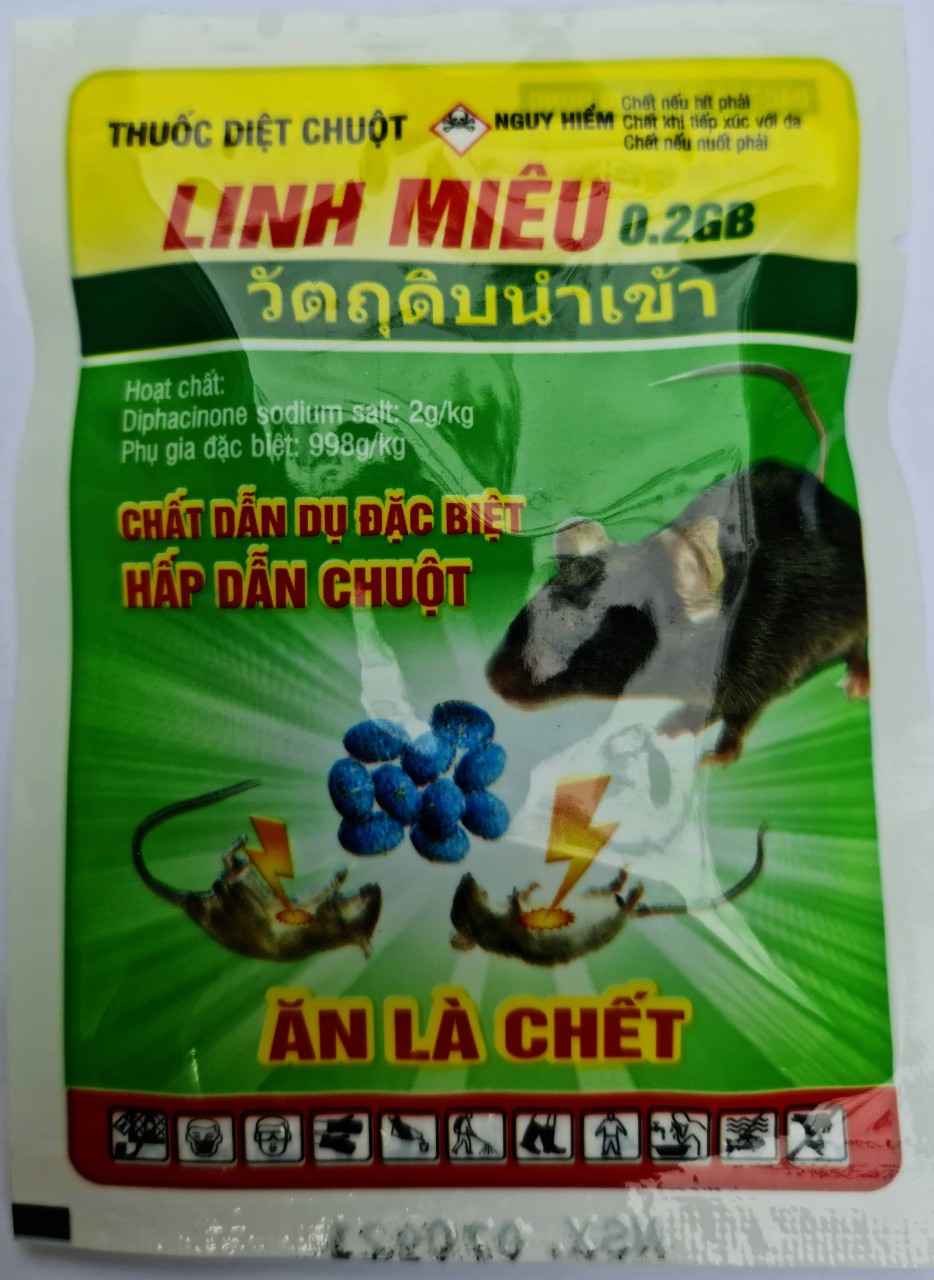 THUỐC DIỆT CHUỘT
NGUY HIỂM
Chết nếu hít phải
Chết khi tiếp xúc với da
Chết nếu nuốt phải
LINH MIÊU 0.2GB
วัตถุดิบนำเข้า
Hoạt chất:
Diphacinone sodium salt: 2g/kg
Phụ gia đặc biệt: 998g/kg
CHẤT DẪN DỤ ĐẶC BIỆT
HẤP DẪN CHUỘT
ĂN LÀ CHẾT